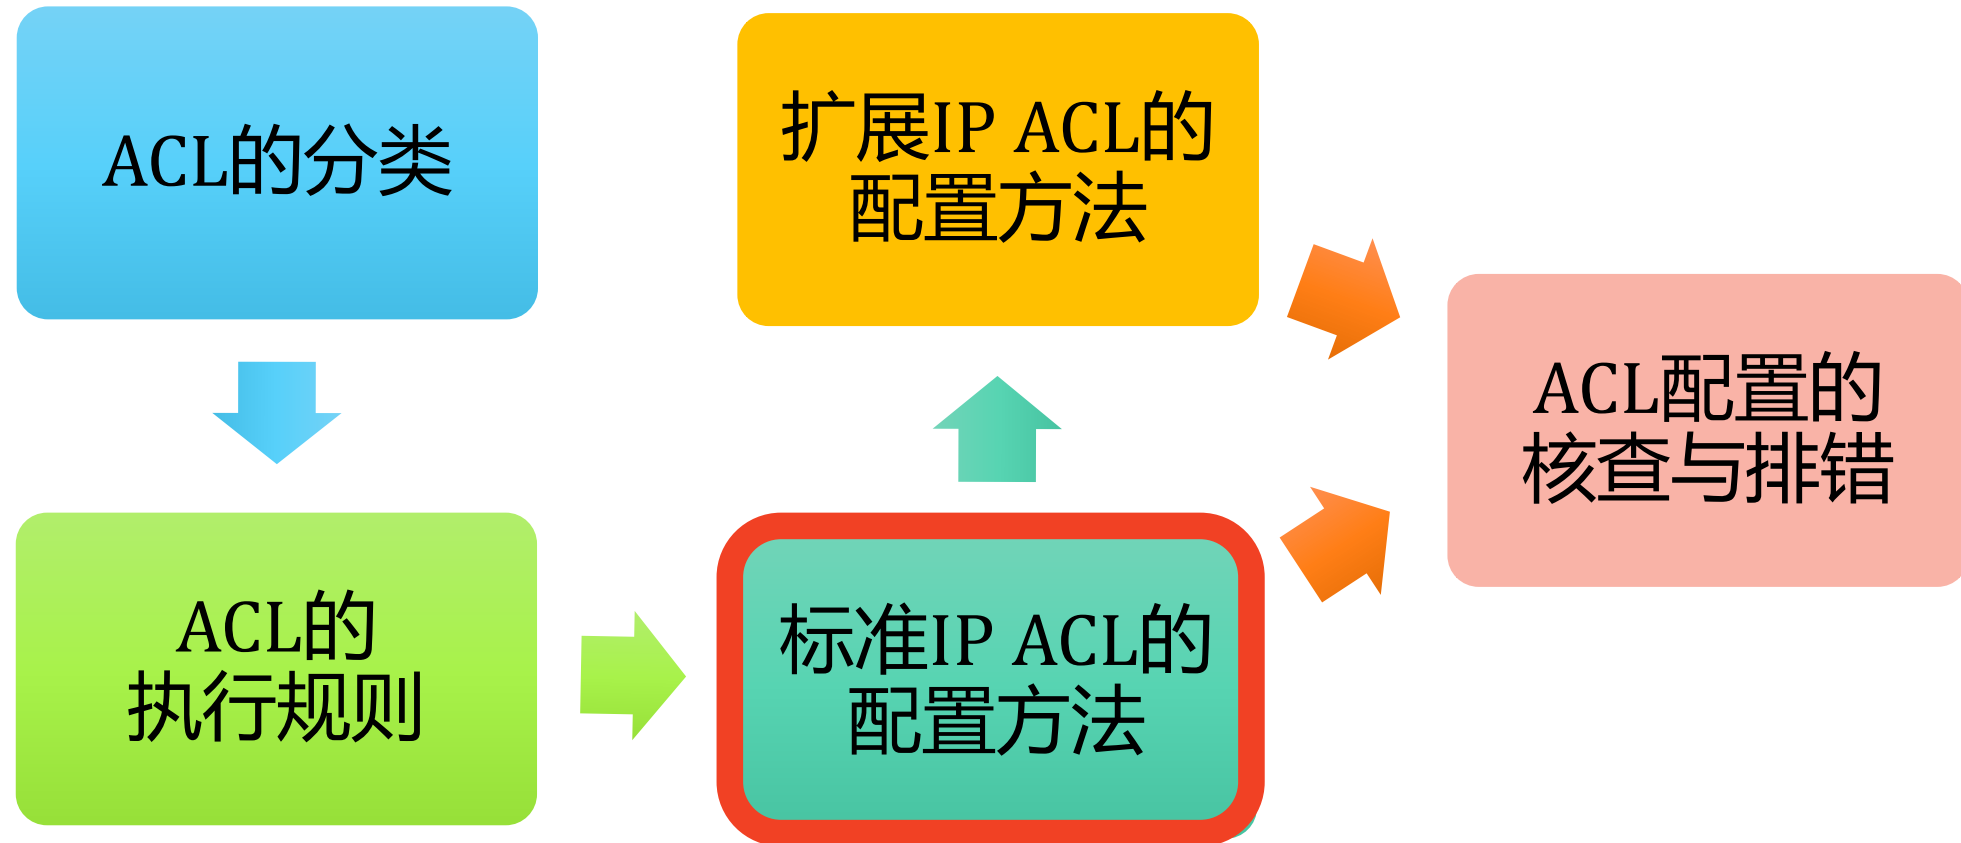 ACL的分类
ACL的
执行规则
标准IP ACL的
配置方法
扩展IP ACL的
配置方法
ACL配置的
核查与排错